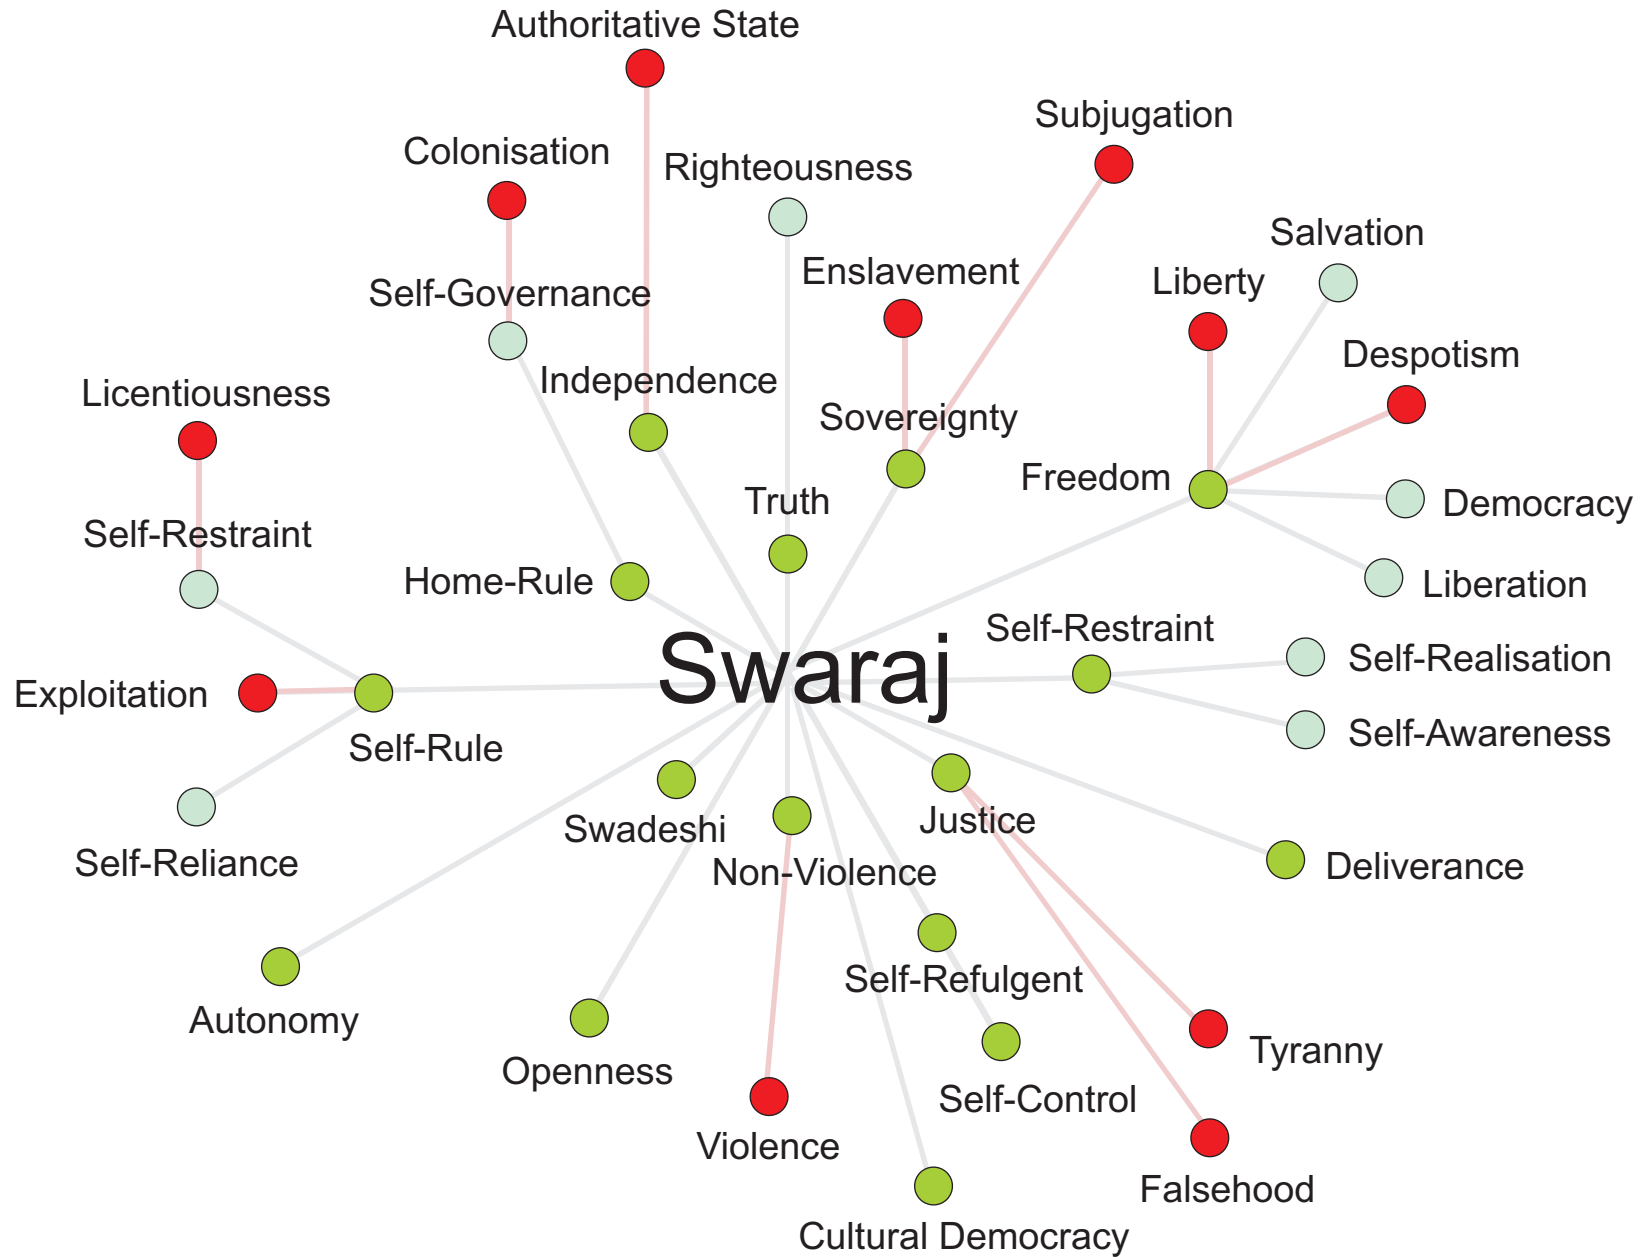 Authoritative State
Subjugation
Colonisation
Righteousness
Salvation
Enslavement
Liberty
Self-Governance
Despotism
Independence
Licentiousness
Sovereignty
Freedom
Truth
Democracy
Self-Restraint
Home-Rule
Liberation
Self-Restraint
Swaraj
Self-Realisation
Exploitation
Self-Awareness
Self-Rule
Justice
Swadeshi
Self-Reliance
Deliverance
Non-Violence
Self-Refulgent
Autonomy
Tyranny
Openness
Self-Control
Violence
Falsehood
Cultural Democracy